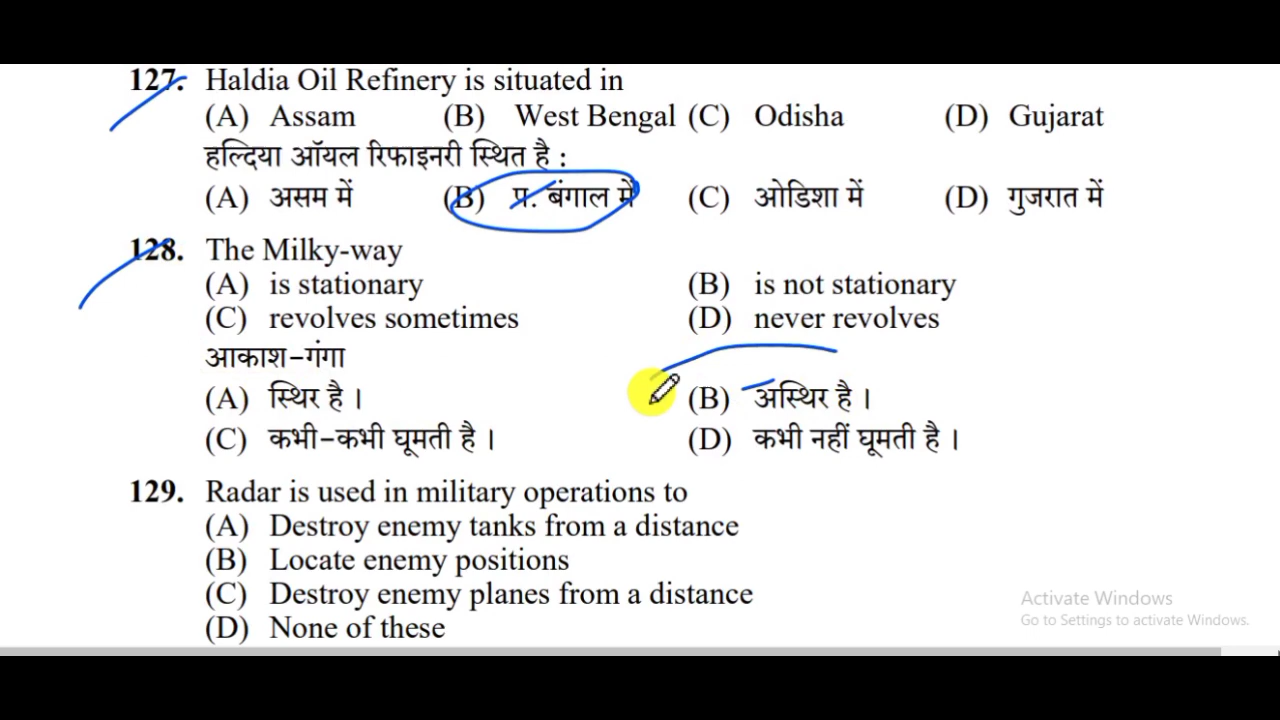 127. Haldia Oil Refinery is situated in
(A) Assam (B) West Bengal (C) Odisha (D) Gujarat
हल्दिया ऑयल रिफाइनरी स्थित है :
(A) असम में (B) प. बंगाल में (C) ओडिशा में (D) गुजरात में
128. The Milky-way
(A) is stationary (B) is not stationary
(C) revolves sometimes (D) never revolves
आकाश-गंगा
(A) स्थिर है । (B) अस्थिर है ।
(C) कभी-कभी घूमती है । (D) कभी नहीं घूमती है ।
129. Radar is used in military operations to
(A) Destroy enemy tanks from a distance
(B) Locate enemy positions
(C) Destroy enemy planes from a distance
(D) None of these
Activate Windows
Go to Settings to activate Windows.